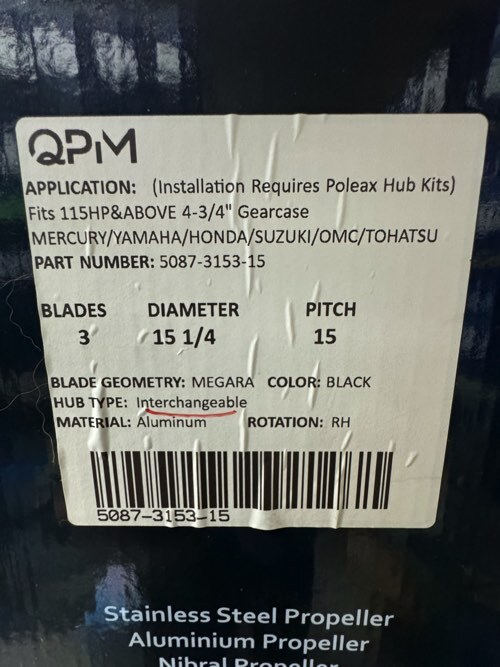 QPM
APPLICATION: (Installation Requires Poleax Hub Kits)
Fits 115HP&ABOVE 4-3/4" Gearcase
MERCURY/YAMAHA/HONDA/SUZUKI/OMC/TOHATSU
PART NUMBER: 5087-3153-15
BLADES DIAMETER PITCH
3 15 1/4 15
BLADE GEOMETRY: MEGARA COLOR: BLACK
HUB TYPE: Interchangeable
MATERIAL: Aluminum ROTATION: RH
5087-3153-15
Stainless Steel Propeller
Aluminium Propeller
Nibral Propeller